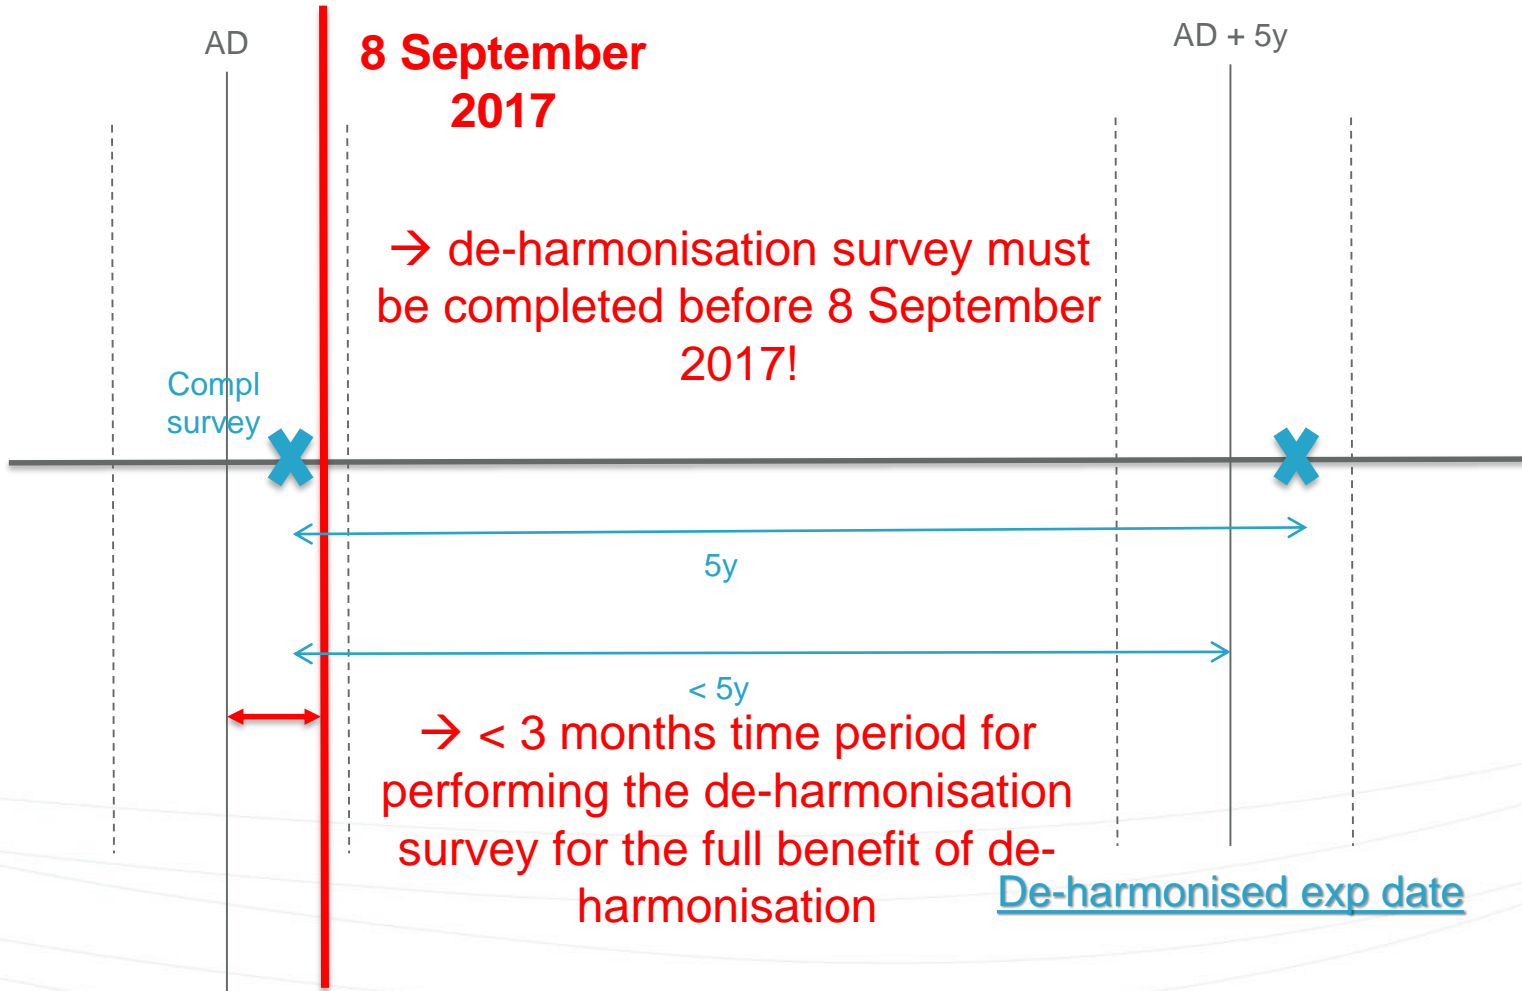 AD
8 September
2017
AD + 5y
→ de-harmonisation survey must
be completed before 8 September
2017!
Compl
survey
5y
< 5y
→ < 3 months time period for
performing the de-harmonisation
survey for the full benefit of de-
harmonisation
De-harmonised exp date